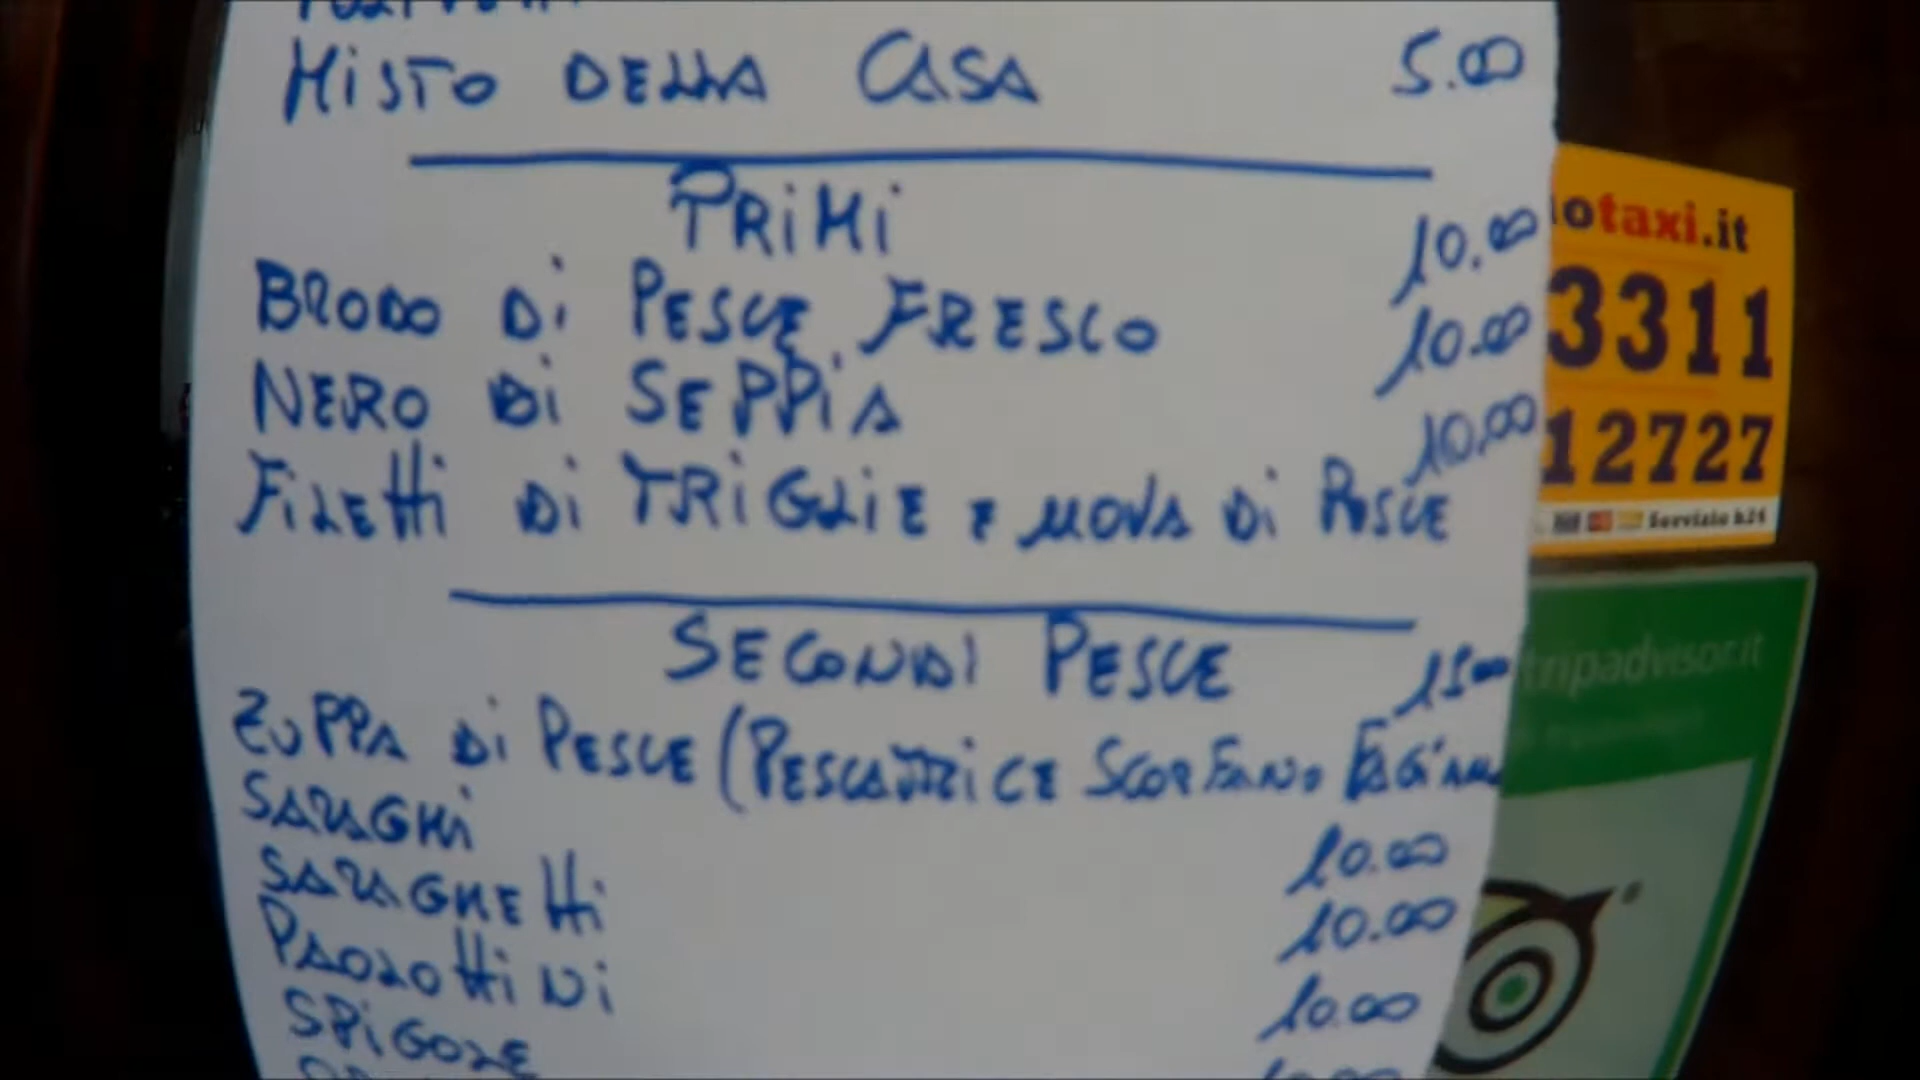 MISTO DELLA CASA 5.00
PRIMI
BRODO DI PESCE FRESCO 10.00
NERO DI SEPPIA 10.00
FILETTI DI TRIGLIE E UOVA DI PESCE 10.00
SECONDI PESCE
ZUPPA DI PESCE (PESCATRICE SCORFANO 15.00
SARAGHI 10.00
SARAGHETTI 10.00
PAOLOTTINI 10.00
SPIGOLE
otaxi.it
3311
12727
Servizio h24
tripadvisor.it